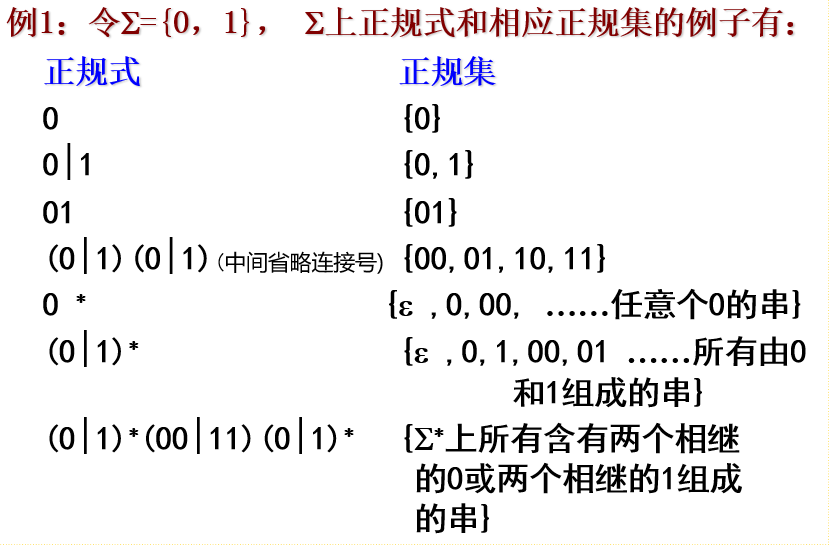 例1：令Σ={0，1}， Σ上正规式和相应正规集的例子有：
正规式 正规集
0 {0}
0|1 {0,1}
01 {01}
(0|1)(0|1)(中间省略连接号) {00,01,10,11}
0 * {ε ,0,00, ……任意个0的串}
(0|1)* {ε ,0,1,00,01 ……所有由0
和1组成的串}
(0|1)*(00|11)(0|1)* {Σ*上所有含有两个相继
的0或两个相继的1组成
的串}